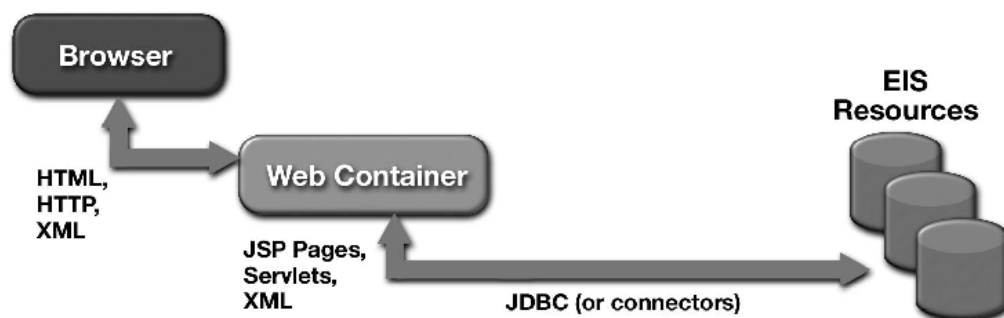 Browser
EIS
Resources
HTML,
HTTP,
XML
Web Container
JSP Pages,
Servlets,
XML
JDBC (or connectors)